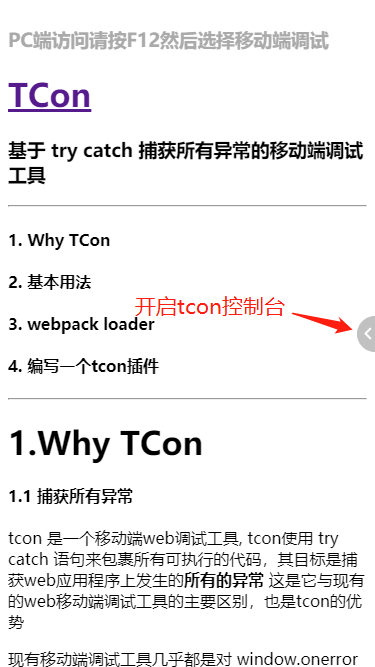 PC端访问请按F12然后选择移动端调试
TCon
基于 try catch 捕获所有异常的移动端调试
工具
1. Why TCon
2. 基本用法
开启tcon控制台
3. webpack loader
4. 编写一个tcon插件
1.Why TCon
1.1 捕获所有异常
tcon 是一个移动端web调试工具, tcon使用 try
catch 语句来包裹所有可执行的代码，其目标是捕
获web应用程序上发生的所有的异常 这是它与现有
的web移动端调试工具的主要区别，也是tcon的优
势
现有移动端调试工具几乎都是对 window.onerror